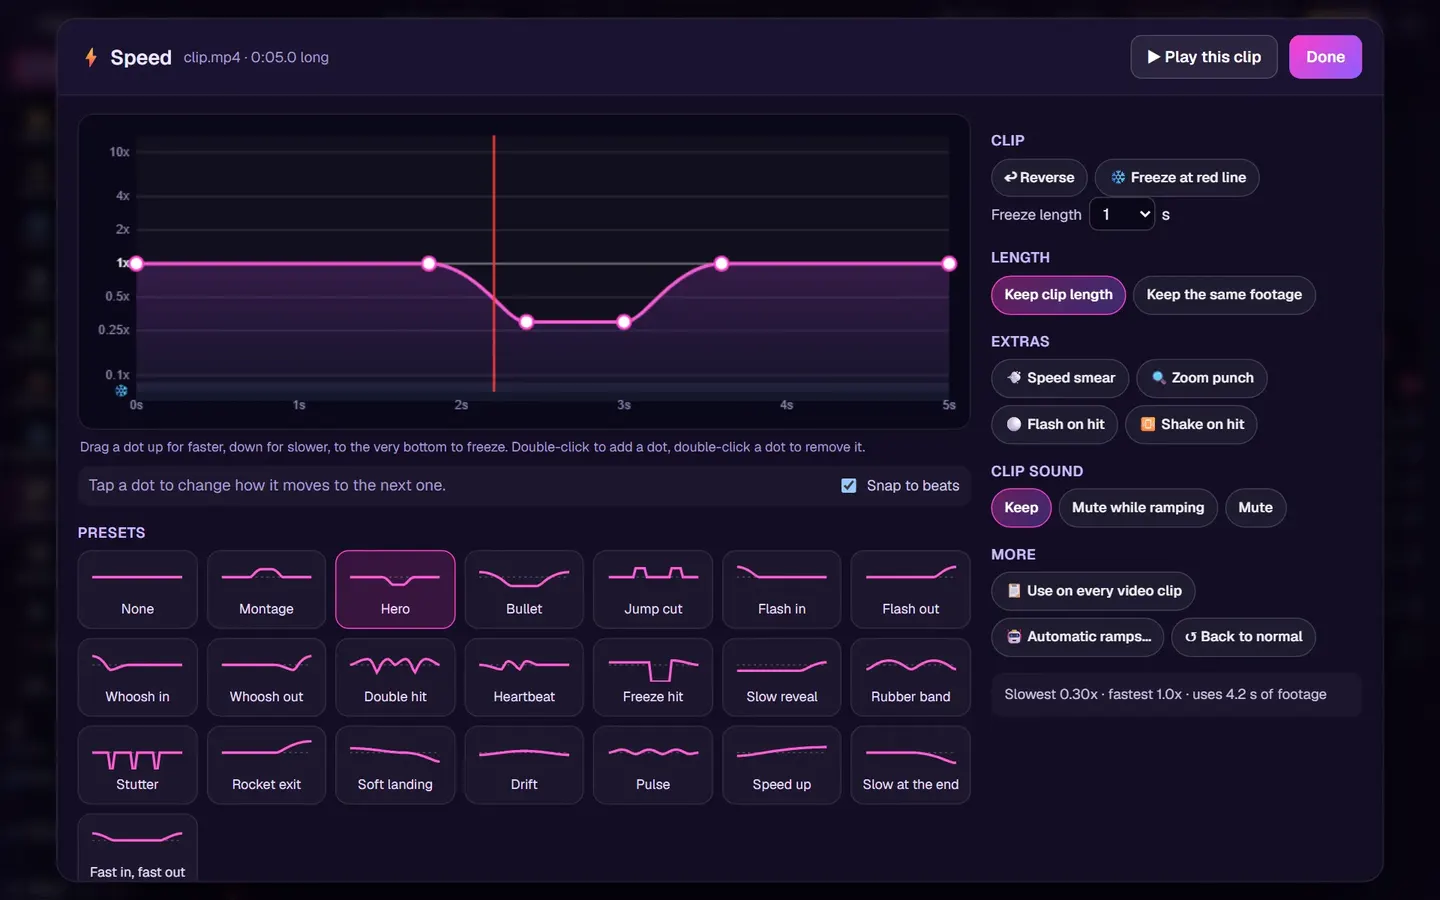 Speed clip.mp4 · 0:05.0 long
▶ Play this clip
Done
10x
4x
2x
1x
0.5x
0.25x
0.1x
0s 1s 2s 3s 4s 5s
Drag a dot up for faster, down for slower, to the very bottom to freeze. Double-click to add a dot, double-click a dot to remove it.
Tap a dot to change how it moves to the next one.
Snap to beats
PRESETS
None
Montage
Hero
Bullet
Jump cut
Flash in
Flash out
Whoosh in
Whoosh out
Double hit
Heartbeat
Freeze hit
Slow reveal
Rubber band
Stutter
Rocket exit
Soft landing
Drift
Pulse
Speed up
Slow at the end
Fast in, fast out
CLIP
Reverse
Freeze at red line
Freeze length 1 s
LENGTH
Keep clip length
Keep the same footage
EXTRAS
Speed smear
Zoom punch
Flash on hit
Shake on hit
CLIP SOUND
Keep
Mute while ramping
Mute
MORE
Use on every video clip
Automatic ramps...
↺ Back to normal
Slowest 0.30x · fastest 1.0x · uses 4.2 s of footage